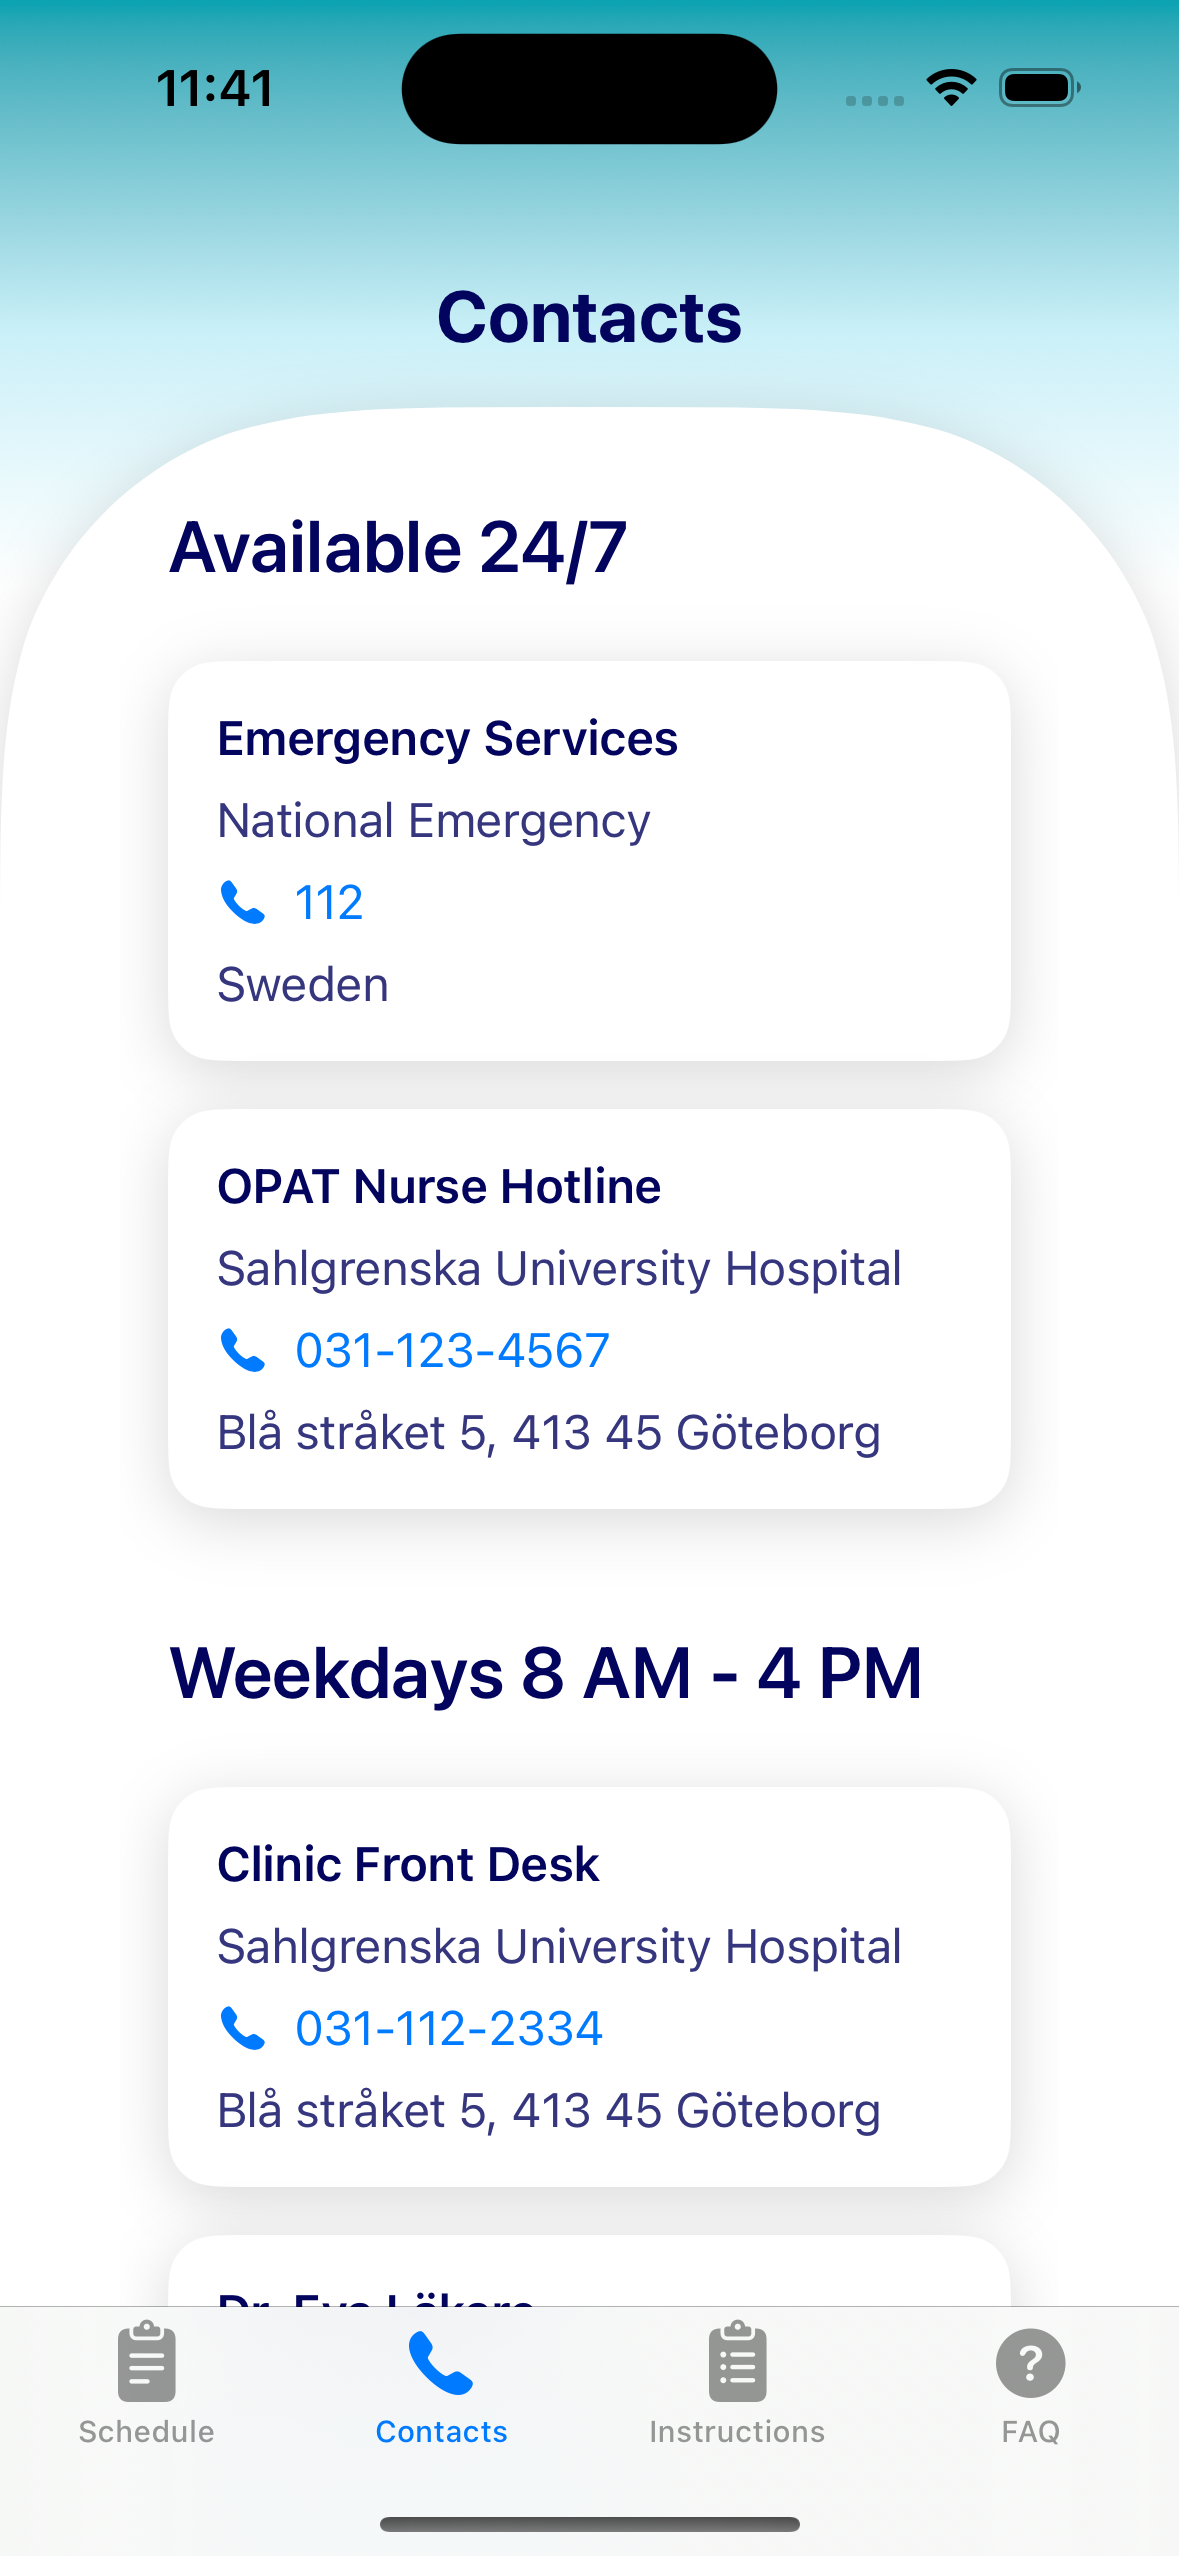 11:41
Contacts
Available 24/7
Emergency Services
National Emergency
112
Sweden
OPAT Nurse Hotline
Sahlgrenska University Hospital
031-123-4567
Blå stråket 5, 413 45 Göteborg
Weekdays 8 AM - 4 PM
Clinic Front Desk
Sahlgrenska University Hospital
031-112-2334
Blå stråket 5, 413 45 Göteborg
Dr. Eva
Schedule
Contacts
Instructions
FAQ